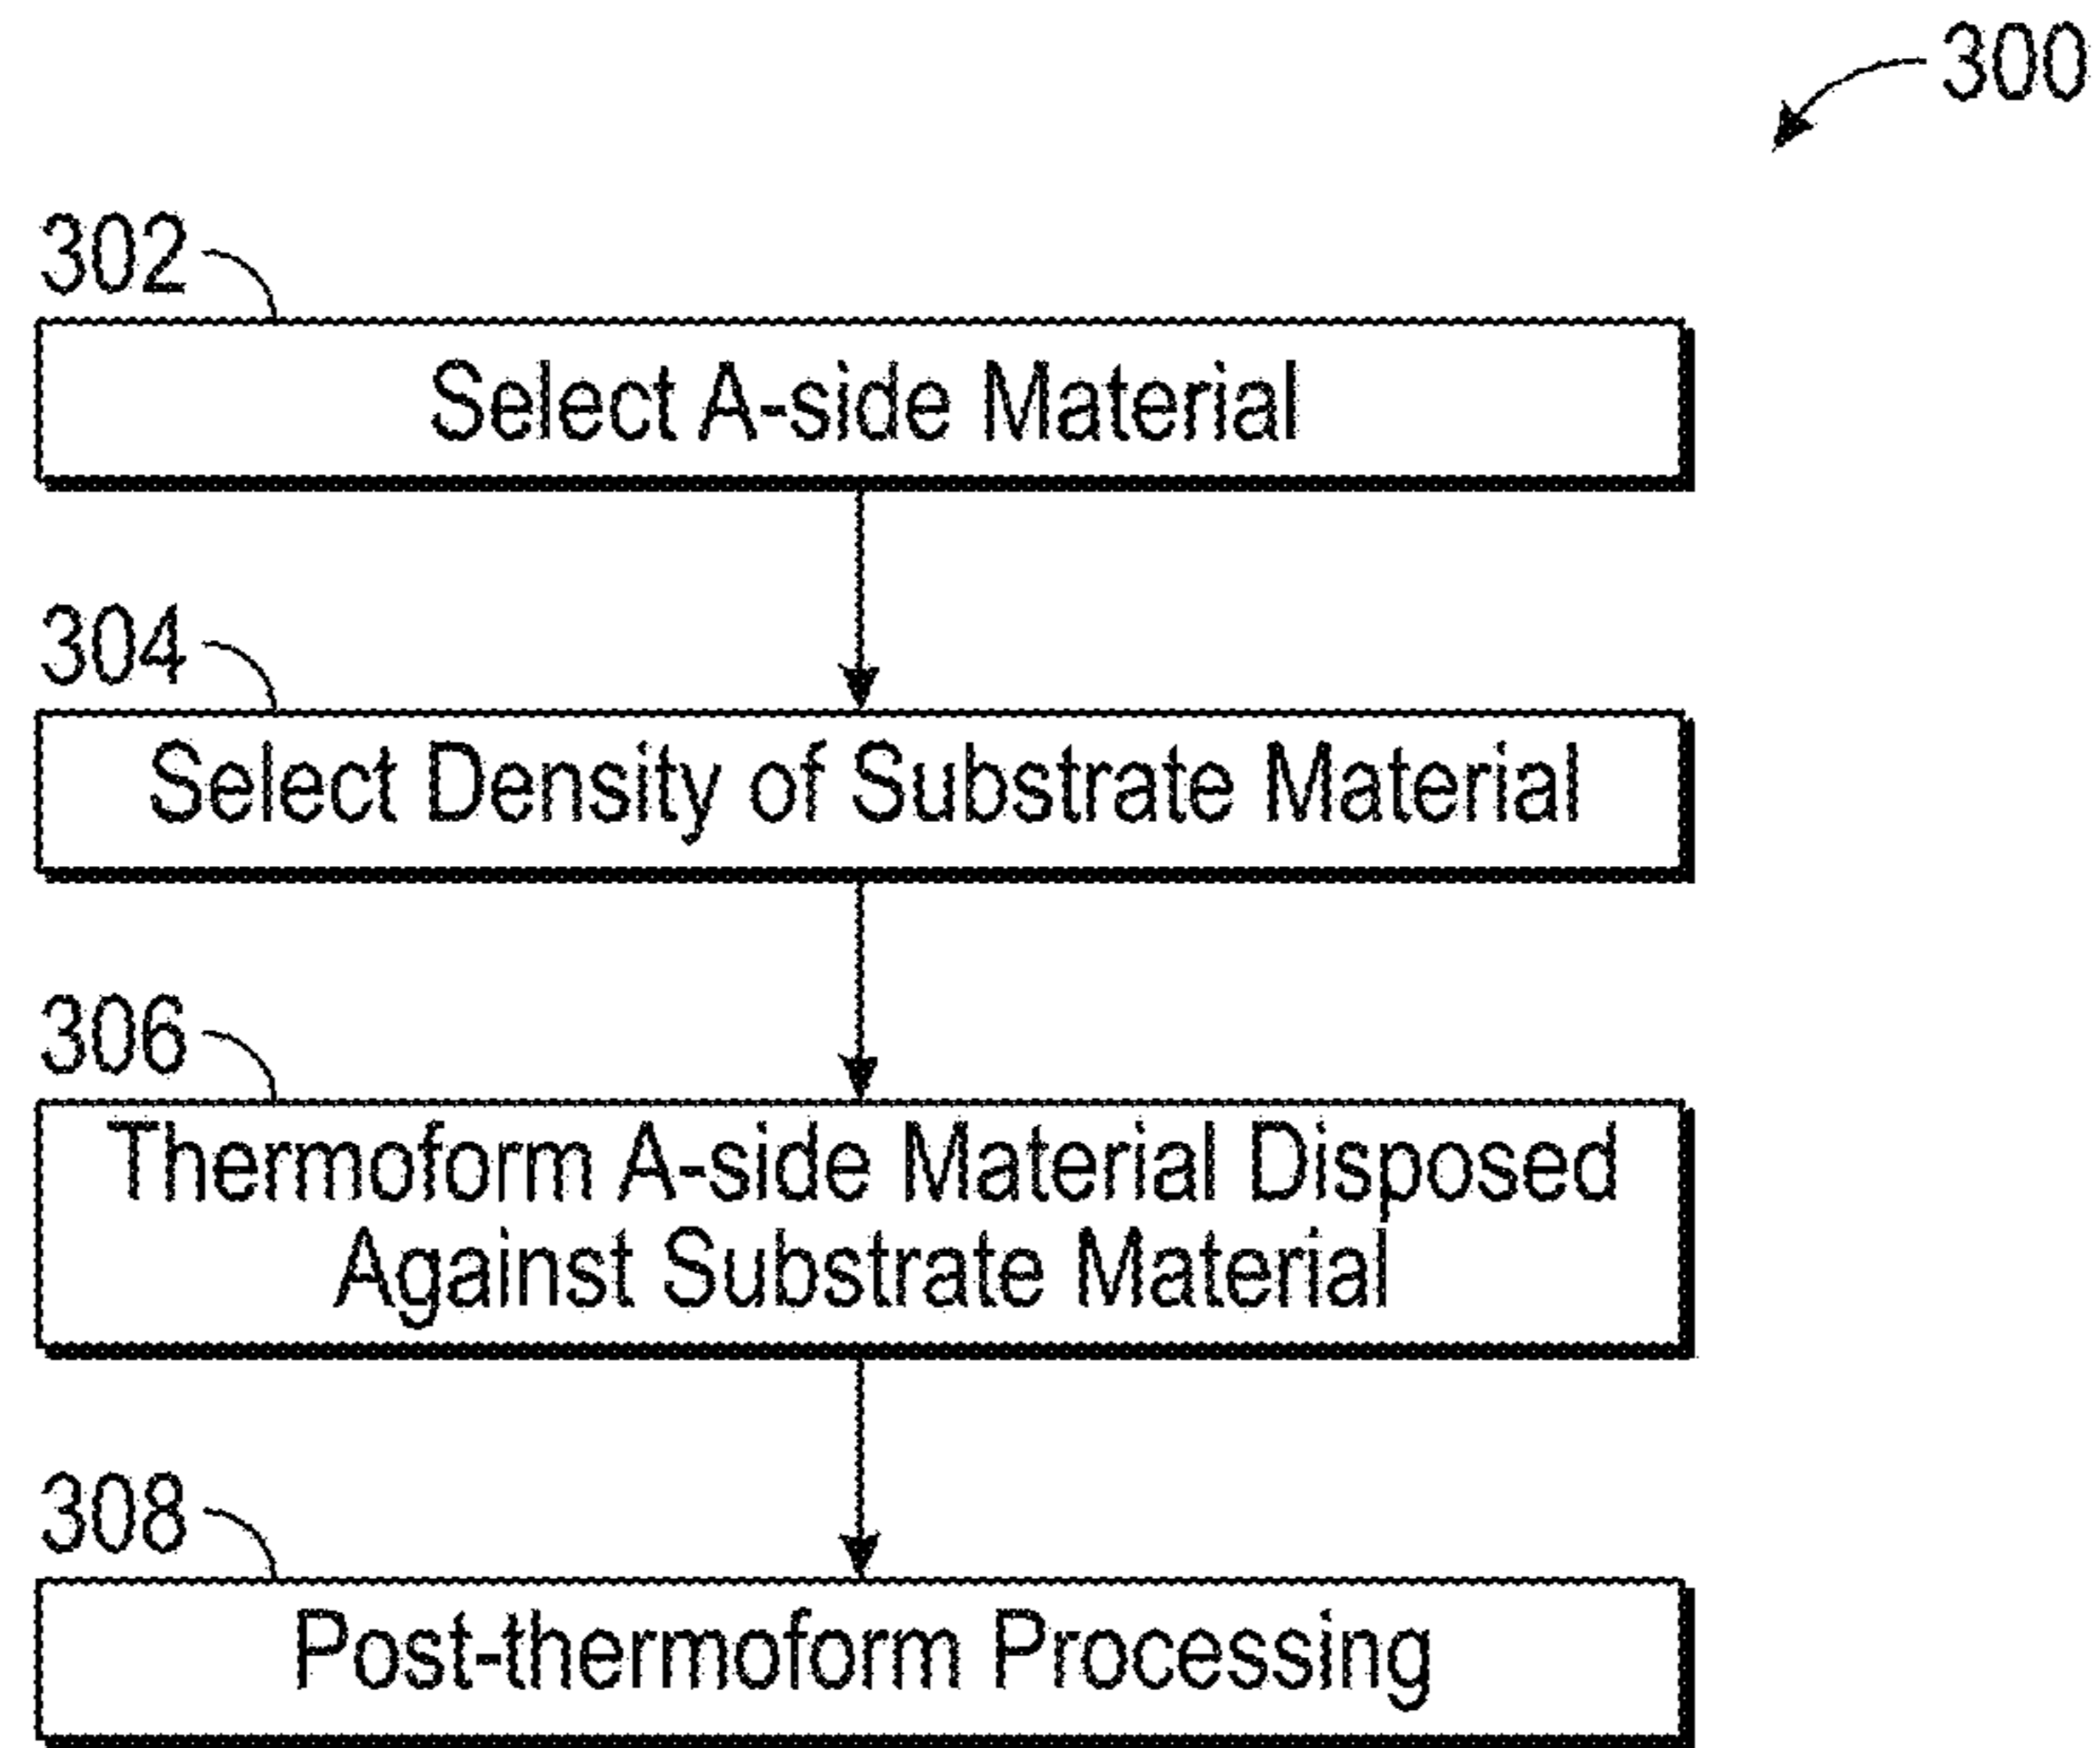 300
302
Select A-side Material
304
Select Density of Substrate Material
306
Thermoform A-side Material Disposed
Against Substrate Material
308
Post-thermoform Processing